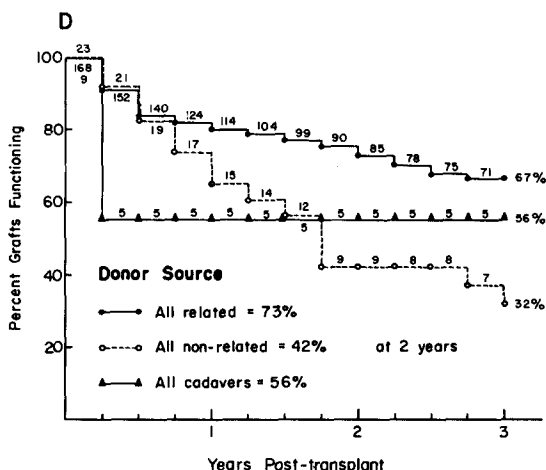 D
100
80
60
40
20
Percent Grafts Functioning
23
168
9
21
152
140
19
124
17
114
15
104
14
99
12
90
85
78
75
71
67%
5 5 5 5 5 5 5 5 5 5 5
56%
9 9 8 8
7
32%
Donor Source
All related = 73%
All non-related = 42% at 2 years
All cadavers = 56%
1 2 3
Years Post-transplant